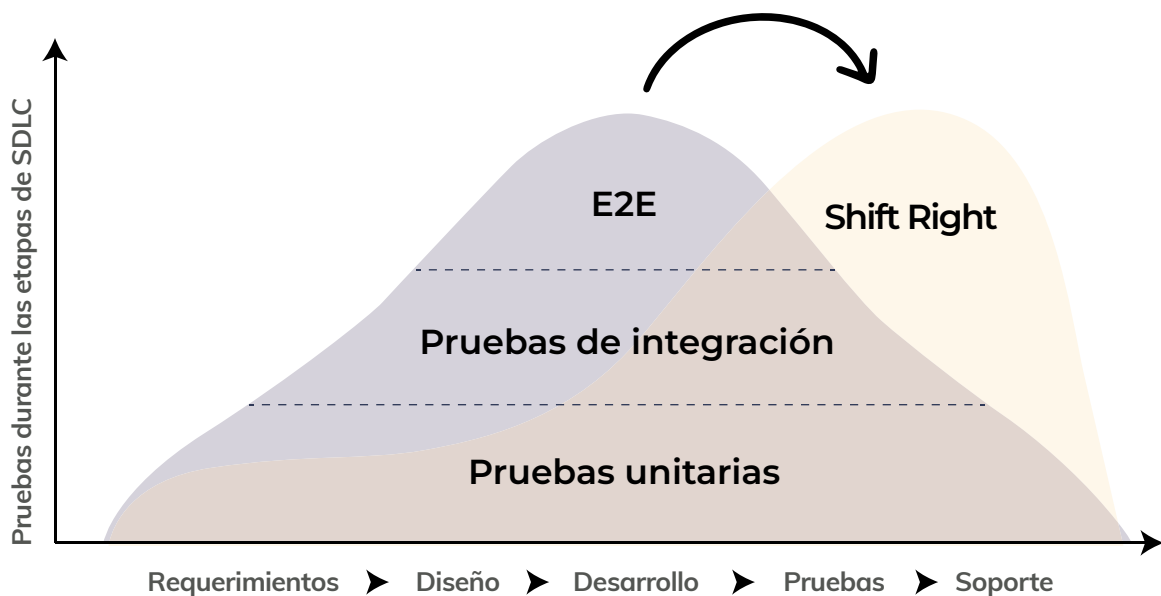 Pruebas durante las etapas de SDLC
E2E
Shift Right
Pruebas de integración
Pruebas unitarias
Requerimientos Diseño Desarrollo Pruebas Soporte